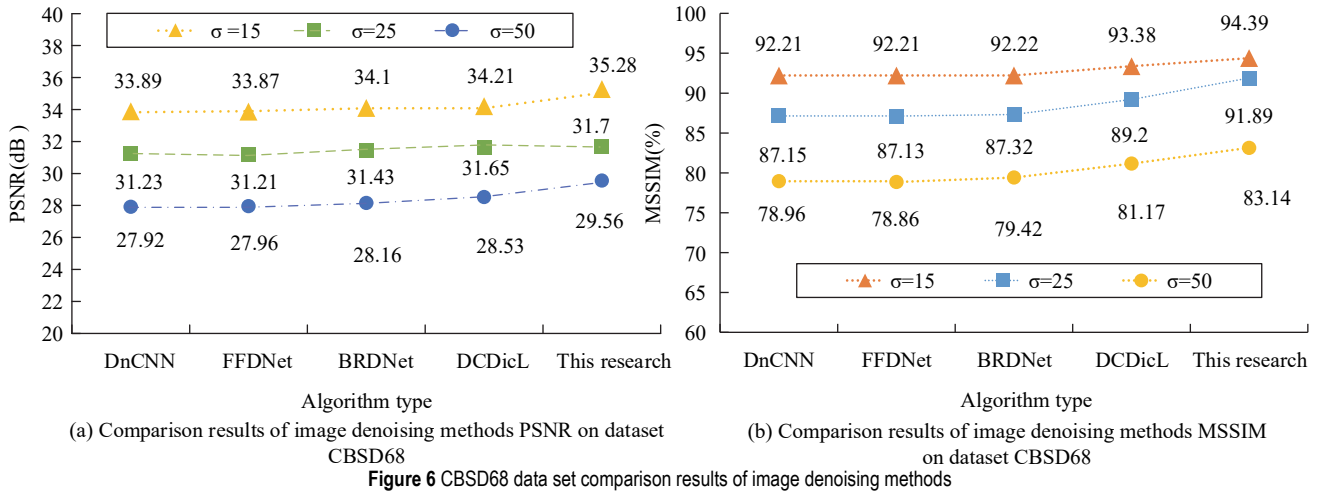 40
38
36
34
32
30
28
26
24
22
20
PSNR(dB)
σ =15 σ=25 σ=50
33.89 33.87 34.1 34.21 35.28
31.23 31.21 31.43 31.65 31.7
27.92 27.96 28.16 28.53 29.56
DnCNN FFDNet BRDNet DCDicL This research
Algorithm type
(a) Comparison results of image denoising methods PSNR on dataset
CBSD68
100
95
90
85
80
75
70
65
60
MSSIM(%)
92.21 92.21 92.22 93.38 94.39
87.15 87.13 87.32 89.2 91.89
78.96 78.86 79.42 81.17 83.14
σ=15 σ=25 σ=50
DnCNN FFDNet BRDNet DCDicL This research
Algorithm type
(b) Comparison results of image denoising methods MSSIM
on dataset CBSD68
Figure 6 CBSD68 data set comparison results of image denoising methods